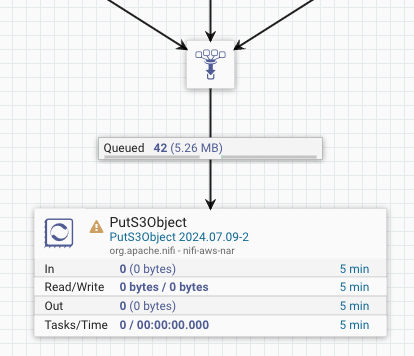 Queued 42 (5.26 MB)
PutS3Object
PutS3Object 2024.07.09-2
org.apache.nifi - nifi-aws-nar
In 0 (0 bytes) 5 min
Read/Write 0 bytes / 0 bytes 5 min
Out 0 (0 bytes) 5 min
Tasks/Time 0 / 00:00:00.000 5 min